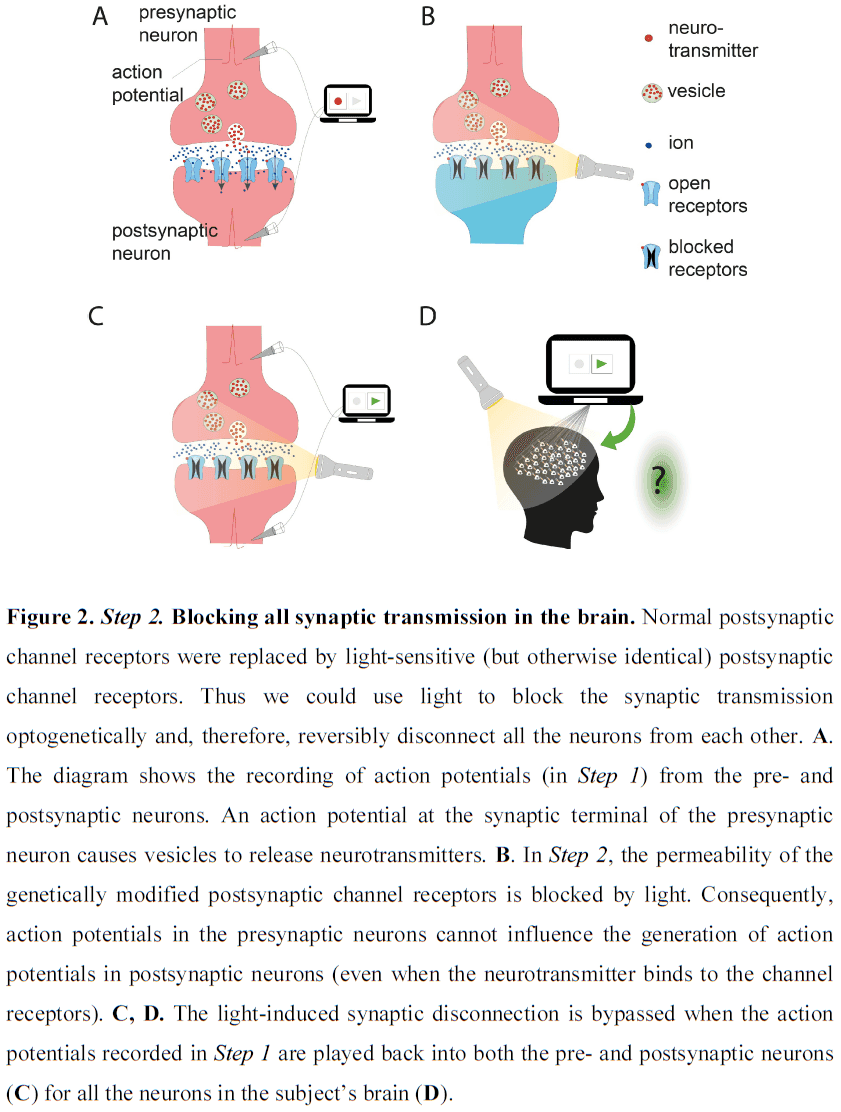 A
presynaptic
neuron
action
potential
postsynaptic
neuron
B
neuro-
transmitter
vesicle
ion
open
receptors
blocked
receptors
C
D
?
Figure 2. Step 2. Blocking all synaptic transmission in the brain. Normal postsynaptic
channel receptors were replaced by light-sensitive (but otherwise identical) postsynaptic
channel receptors. Thus we could use light to block the synaptic transmission
optogenetically and, therefore, reversibly disconnect all the neurons from each other. A.
The diagram shows the recording of action potentials (in Step 1) from the pre- and
postsynaptic neurons. An action potential at the synaptic terminal of the presynaptic
neuron causes vesicles to release neurotransmitters. B. In Step 2, the permeability of the
genetically modified postsynaptic channel receptors is blocked by light. Consequently,
action potentials in the presynaptic neurons cannot influence the generation of action
potentials in postsynaptic neurons (even when the neurotransmitter binds to the channel
receptors). C, D. The light-induced synaptic disconnection is bypassed when the action
potentials recorded in Step 1 are played back into both the pre- and postsynaptic neurons
(C) for all the neurons in the subject's brain (D).